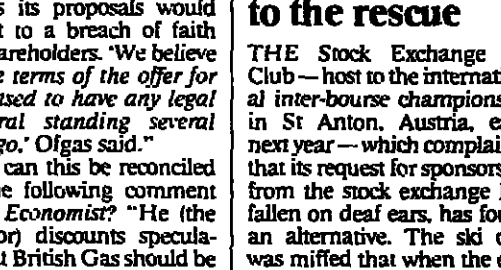 s its proposals would
t to a breach of faith
areholders. "We believe
e terms of the offer for
ased to have any legal
ral standing several
go.' Ofgas said."
can this be reconciled
e following comment
Economist? "He (the
or) discounts specula-
British Gas should be
to the rescue
THE Stock Exchange
Club — host to the internati
al inter-bourse champions
in St Anton, Austria, e
next year — which complai
that its request for sponsors
from the stock exchange
fallen on deaf ears, has fo
an alternative. The ski c
was miffed that when the